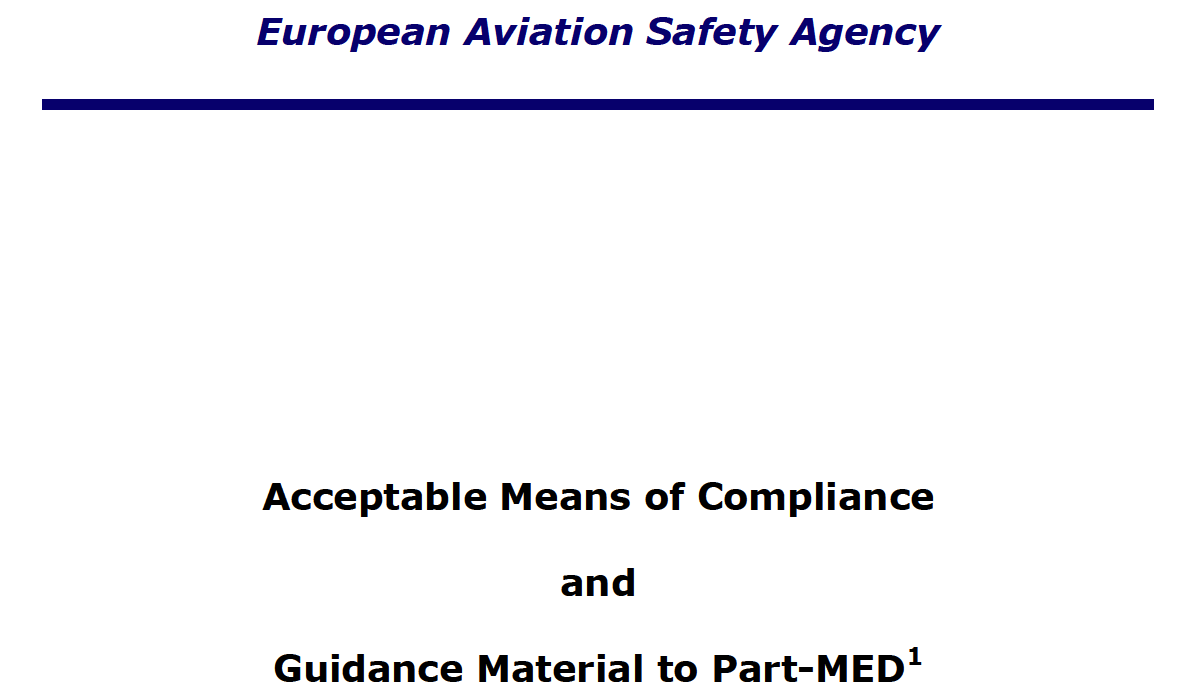 European Aviation Safety Agency
Acceptable Means of Compliance
and
Guidance Material to Part-MED¹